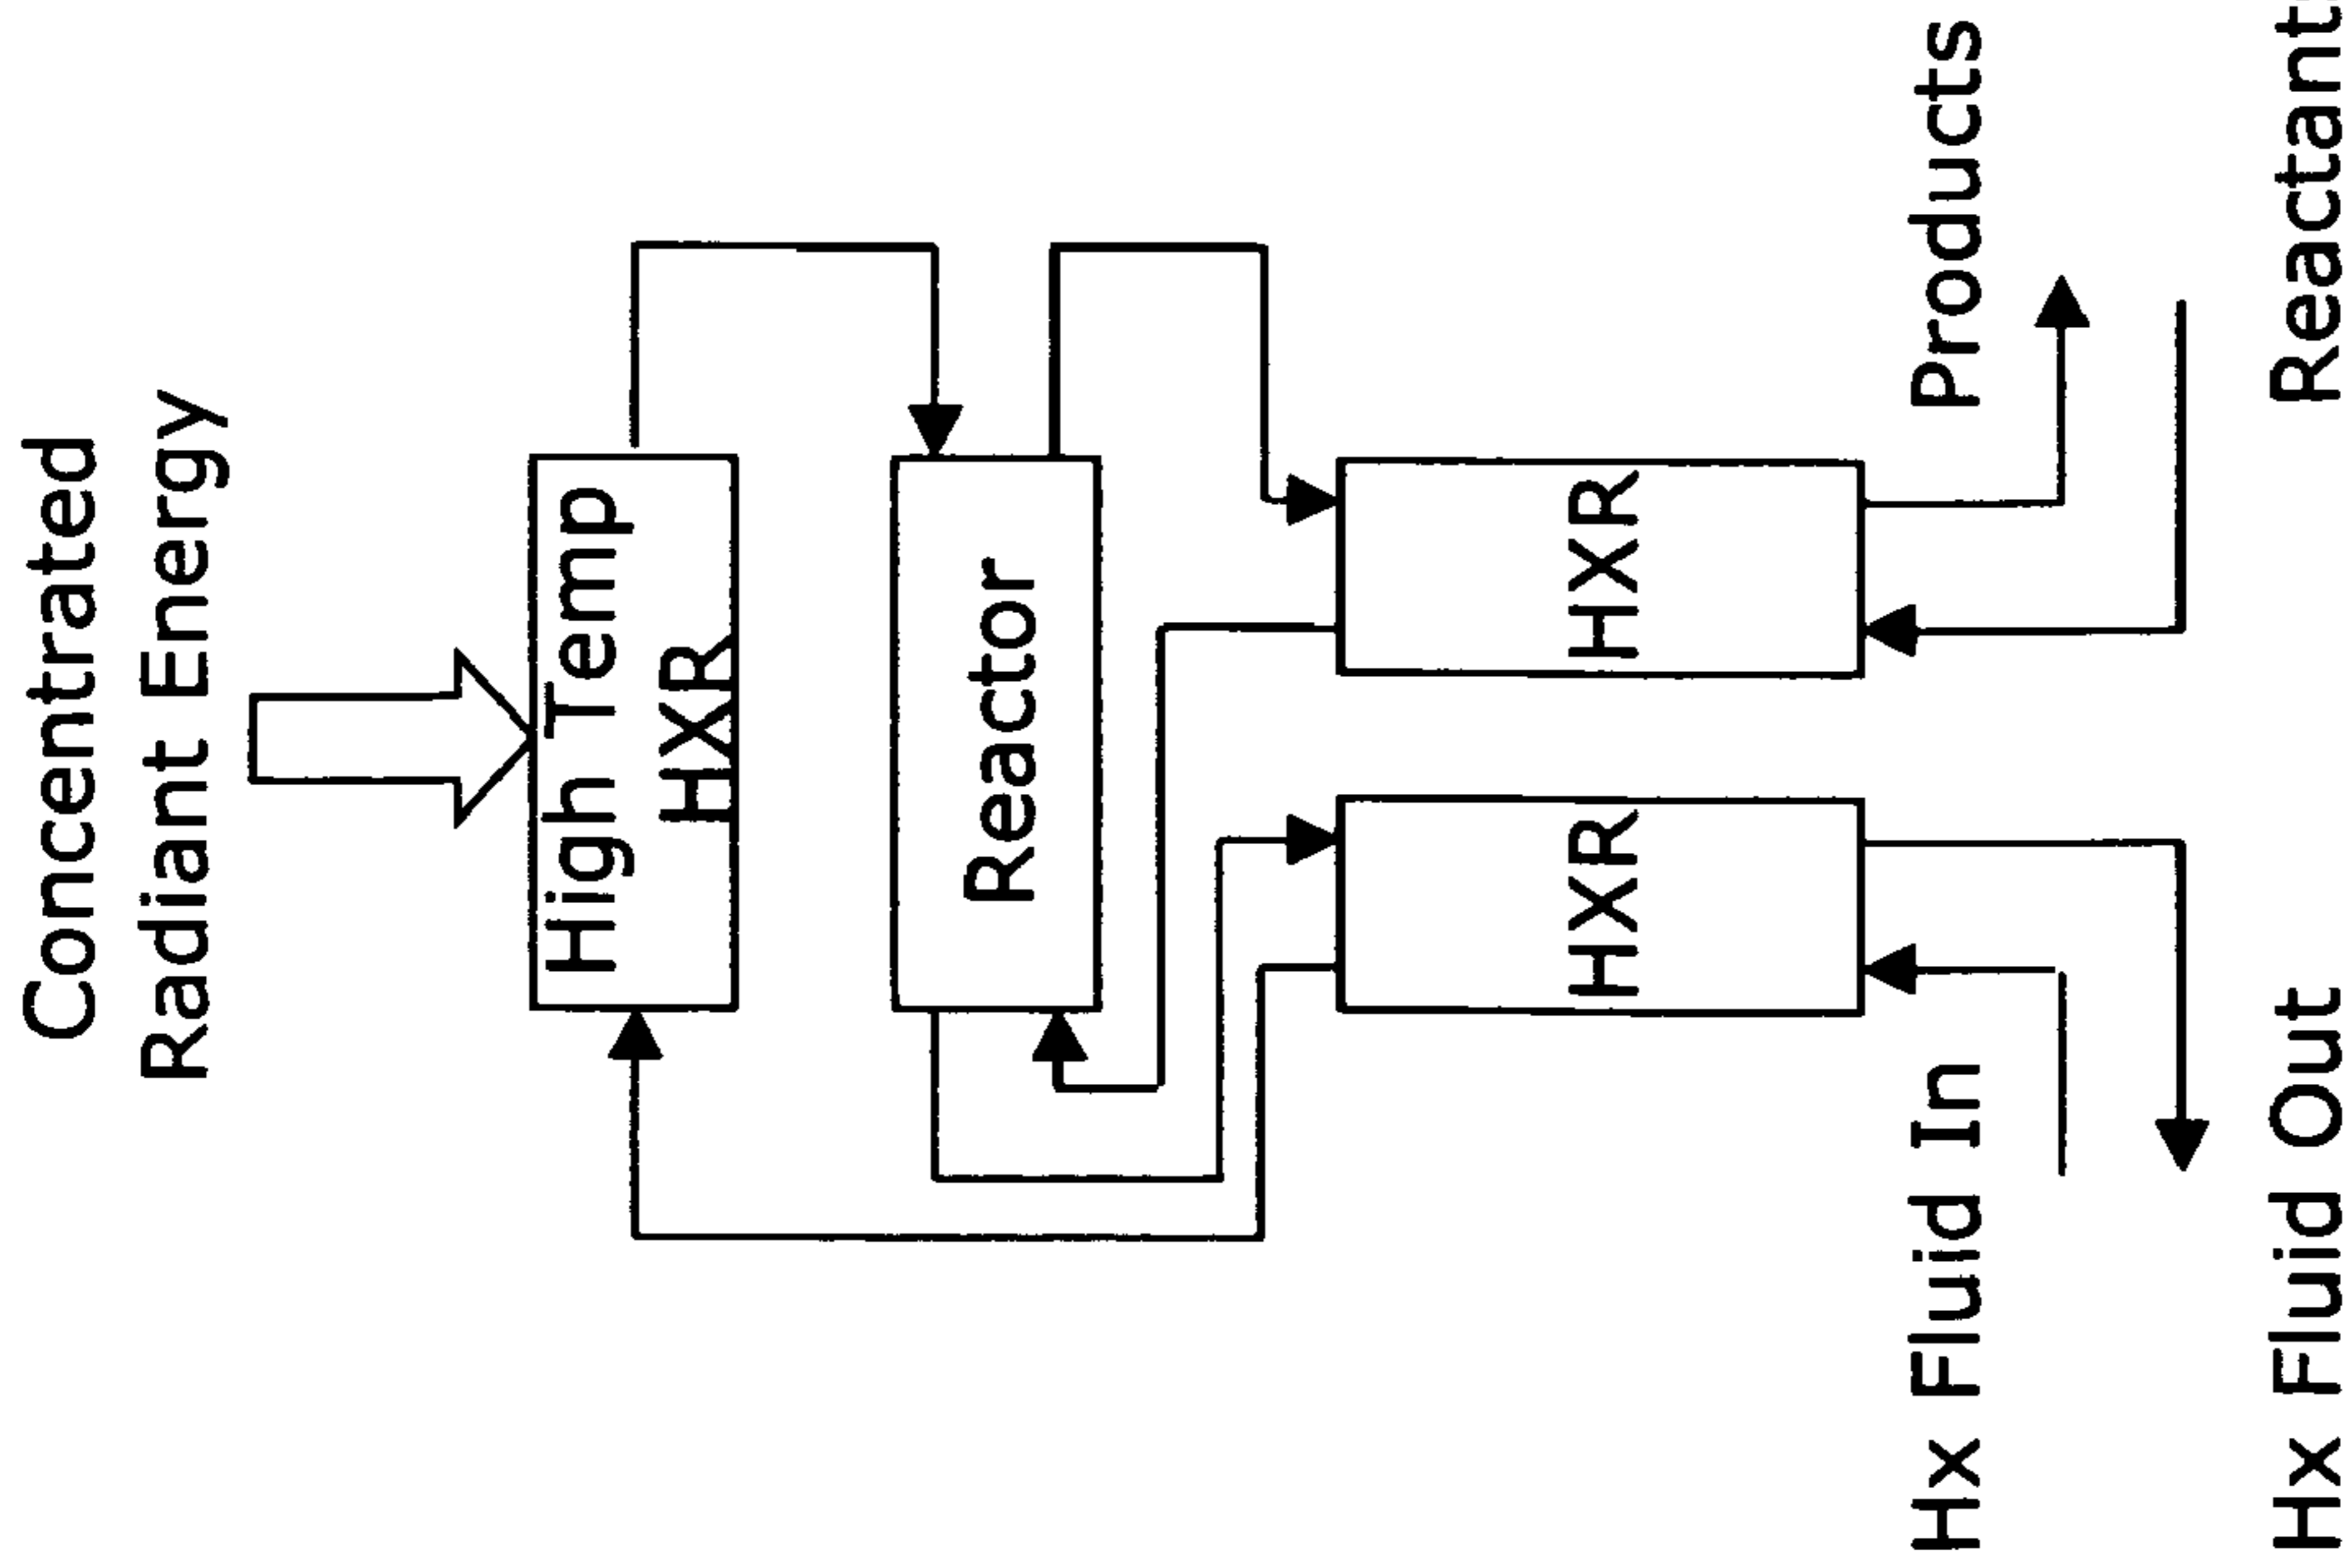 Concentrated
Radiant Energy
High Temp
HXR
Reactor
HXR
HXR
Hx Fluid In
Products
Hx Fluid Out
Reactant